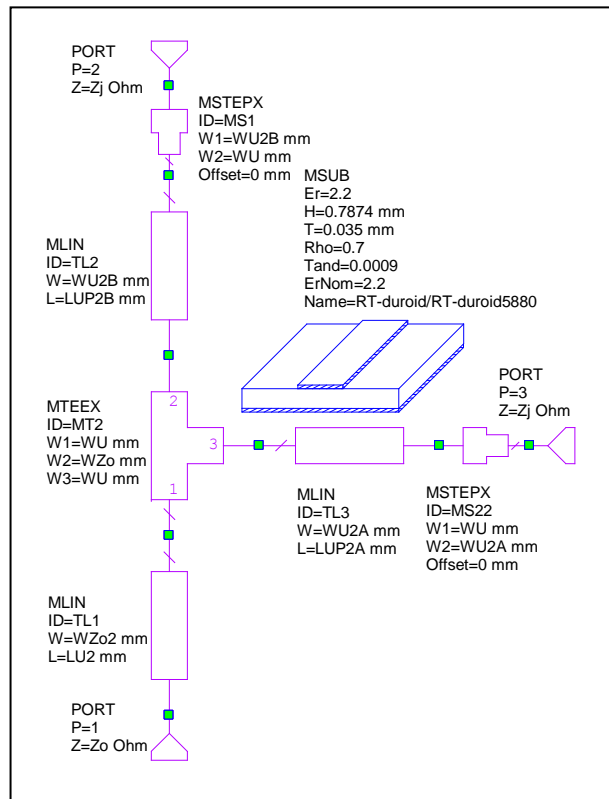 PORT
P=2
Z=Zj Ohm
MSTEPX
ID=MS1
W1=WU2B mm
W2=WU mm
Offset=0 mm
MSUB
Er=2.2
H=0.7874 mm
T=0.035 mm
Rho=0.7
Tand=0.0009
ErNom=2.2
Name=RT-duroid/RT-duroid5880
MLIN
ID=TL2
W=WU2B mm
L=LUP2B mm
MTEEX
ID=MT2
W1=WU mm
W2=WZo mm
W3=WU mm
2
3
1
PORT
P=3
Z=Zj Ohm
MLIN
ID=TL3
W=WU2A mm
L=LUP2A mm
MSTEPX
ID=MS22
W1=WU mm
W2=WU2A mm
Offset=0 mm
MLIN
ID=TL1
W=WZo2 mm
L=LU2 mm
PORT
P=1
Z=Zo Ohm